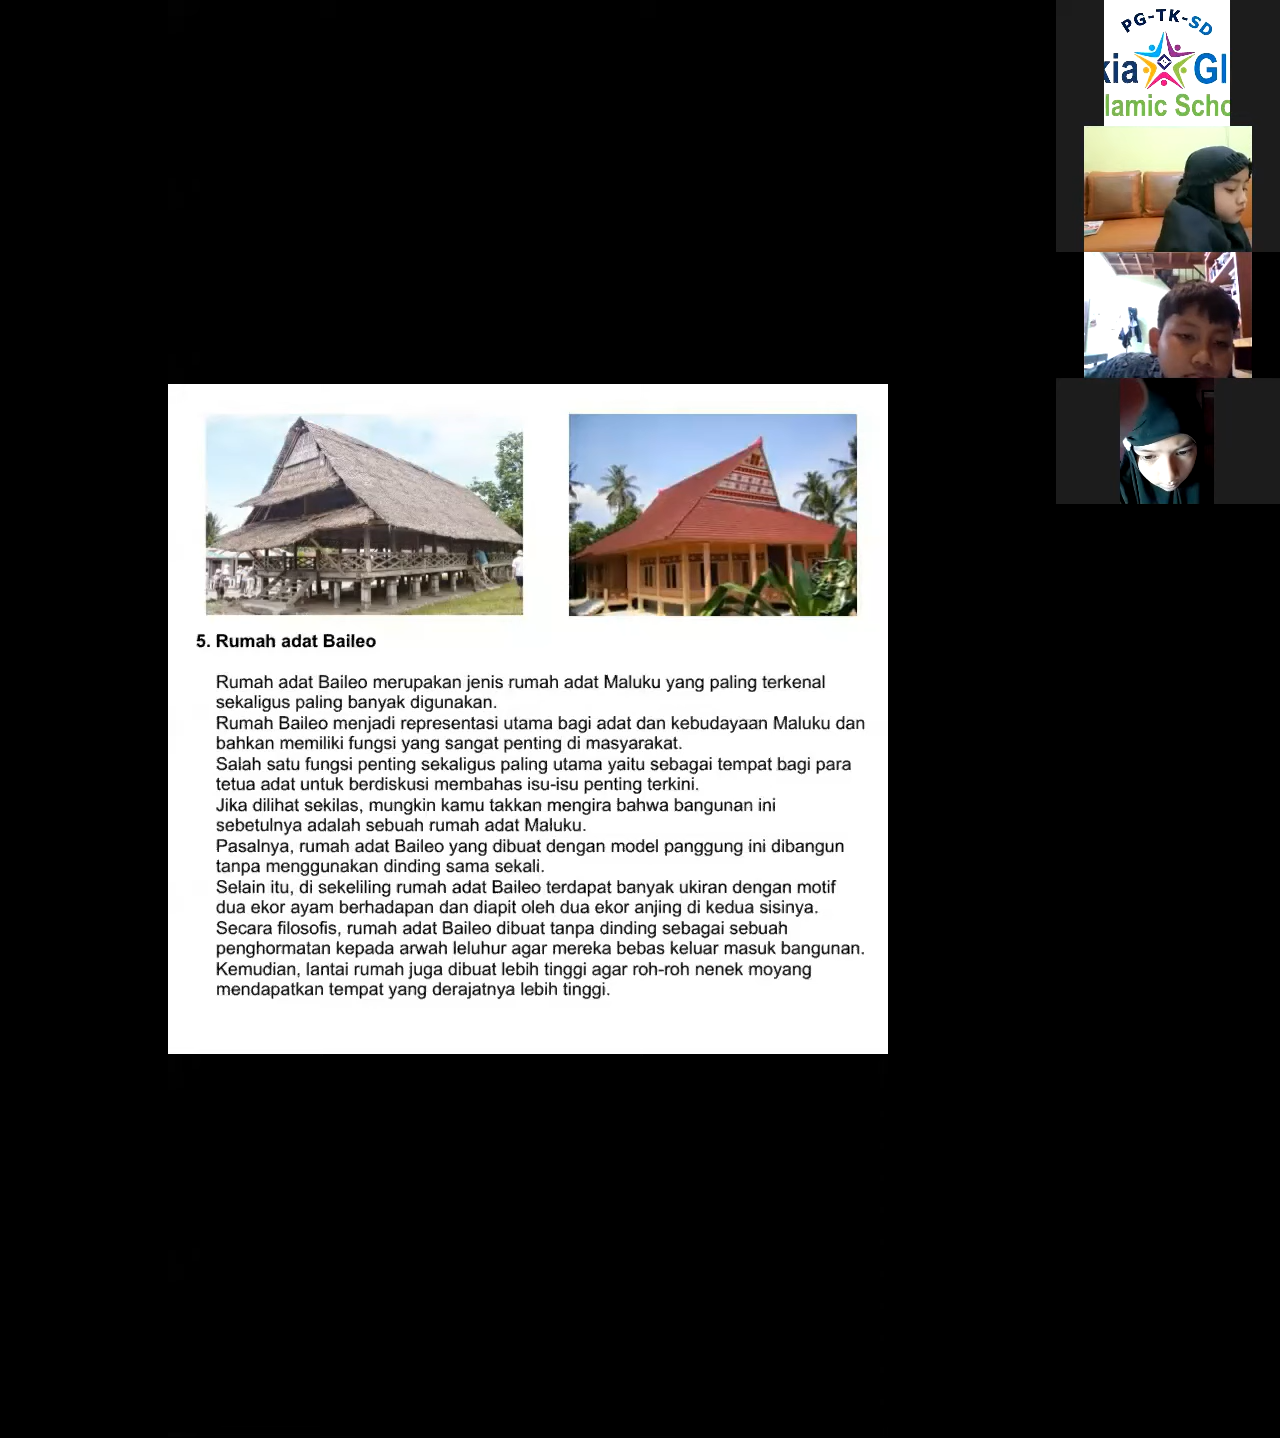 PG-TK-SD
kia Gl
lamic Scho
5. Rumah adat Baileo
Rumah adat Baileo merupakan jenis rumah adat Maluku yang paling terkenal
sekaligus paling banyak digunakan.
Rumah Baileo menjadi representasi utama bagi adat dan kebudayaan Maluku dan
bahkan memiliki fungsi yang sangat penting di masyarakat.
Salah satu fungsi penting sekaligus paling utama yaitu sebagai tempat bagi para
tetua adat untuk berdiskusi membahas isu-isu penting terkini.
Jika dilihat sekilas, mungkin kamu takkan mengira bahwa bangunan ini
sebetulnya adalah sebuah rumah adat Maluku.
Pasalnya, rumah adat Baileo yang dibuat dengan model panggung ini dibangun
tanpa menggunakan dinding sama sekali.
Selain itu, di sekeliling rumah adat Baileo terdapat banyak ukiran dengan motif
dua ekor ayam berhadapan dan diapit oleh dua ekor anjing di kedua sisinya.
Secara filosofis, rumah adat Baileo dibuat tanpa dinding sebagai sebuah
penghormatan kepada arwah leluhur agar mereka bebas keluar masuk bangunan.
Kemudian, lantai rumah juga dibuat lebih tinggi agar roh-roh nenek moyang
mendapatkan tempat yang derajatnya lebih tinggi.